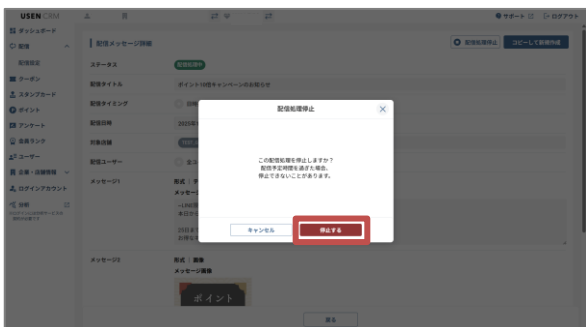 USEN CRM
サポート
ログアウト
ダッシュボード
配信
配信メッセージ詳細
配信処理停止
コピーして新規作成
配信設定
ステータス
配信処理中
クーポン
配信タイトル
ポイント10倍キャンペーンのお知らせ
スタンプカード
配信タイミング
ポイント
配信日時
2025年
アンケート
対象店舗
会員ランク
配信ユーザー
ユーザー
企業・店舗情報
メッセージ1
ログインアカウント
分析
配信処理停止
この配信処理を停止しますか？
配信予定時間を過ぎた場合、
停止できないことがあります。
キャンセル
停止する
メッセージ2
形式 | 画像
メッセージ画像
ポイント
戻る